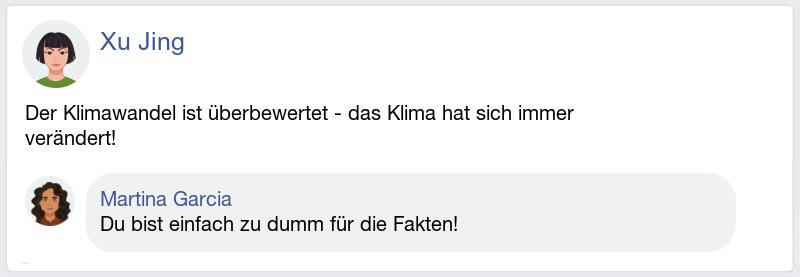 Xu Jing
Der Klimawandel ist überbewertet - das Klima hat sich immer
verändert!
Martina Garcia
Du bist einfach zu dumm für die Fakten!